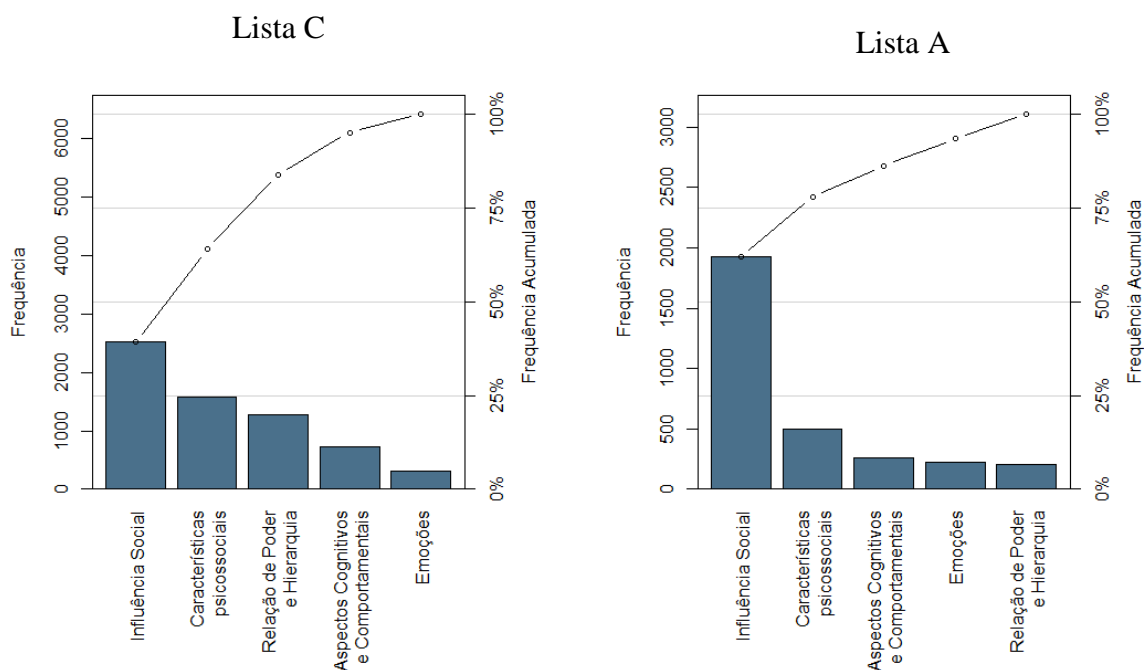 Lista C
Frequência
0
1000
2000
3000
4000
5000
6000
0%
25%
50%
75%
100%
Frequência Acumulada
Influência Social
Características
psicossociais
Relação de Poder
e Hierarquia
Aspectos Cognitivos
e Comportamentais
Emoções
Lista A
Frequência
0
500
1000
1500
2000
2500
3000
0%
25%
50%
75%
100%
Frequência Acumulada
Influência Social
Características
psicossociais
Aspectos Cognitivos
e Comportamentais
Emoções
Relação de Poder
e Hierarquia